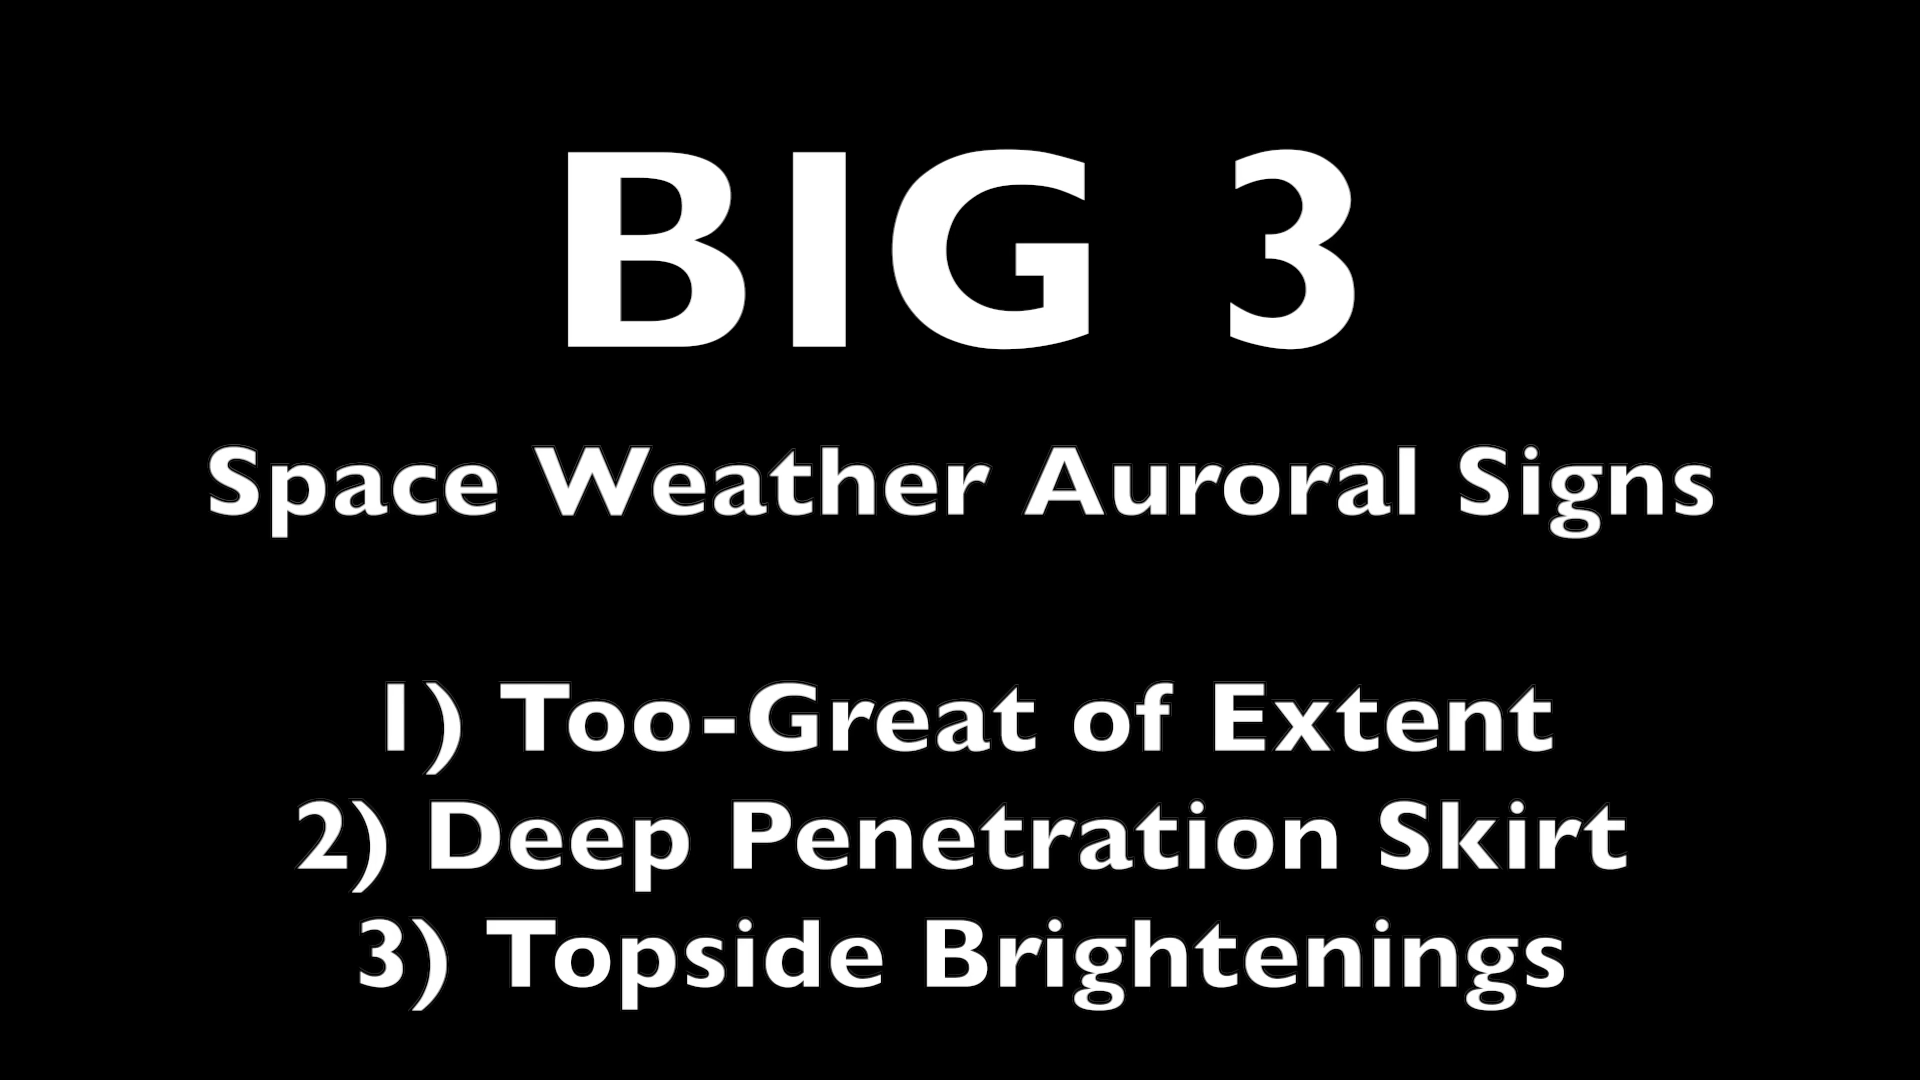 BIG 3
Space Weather Auroral Signs
1) Too-Great of Extent
2) Deep Penetration Skirt
3) Topside Brightenings